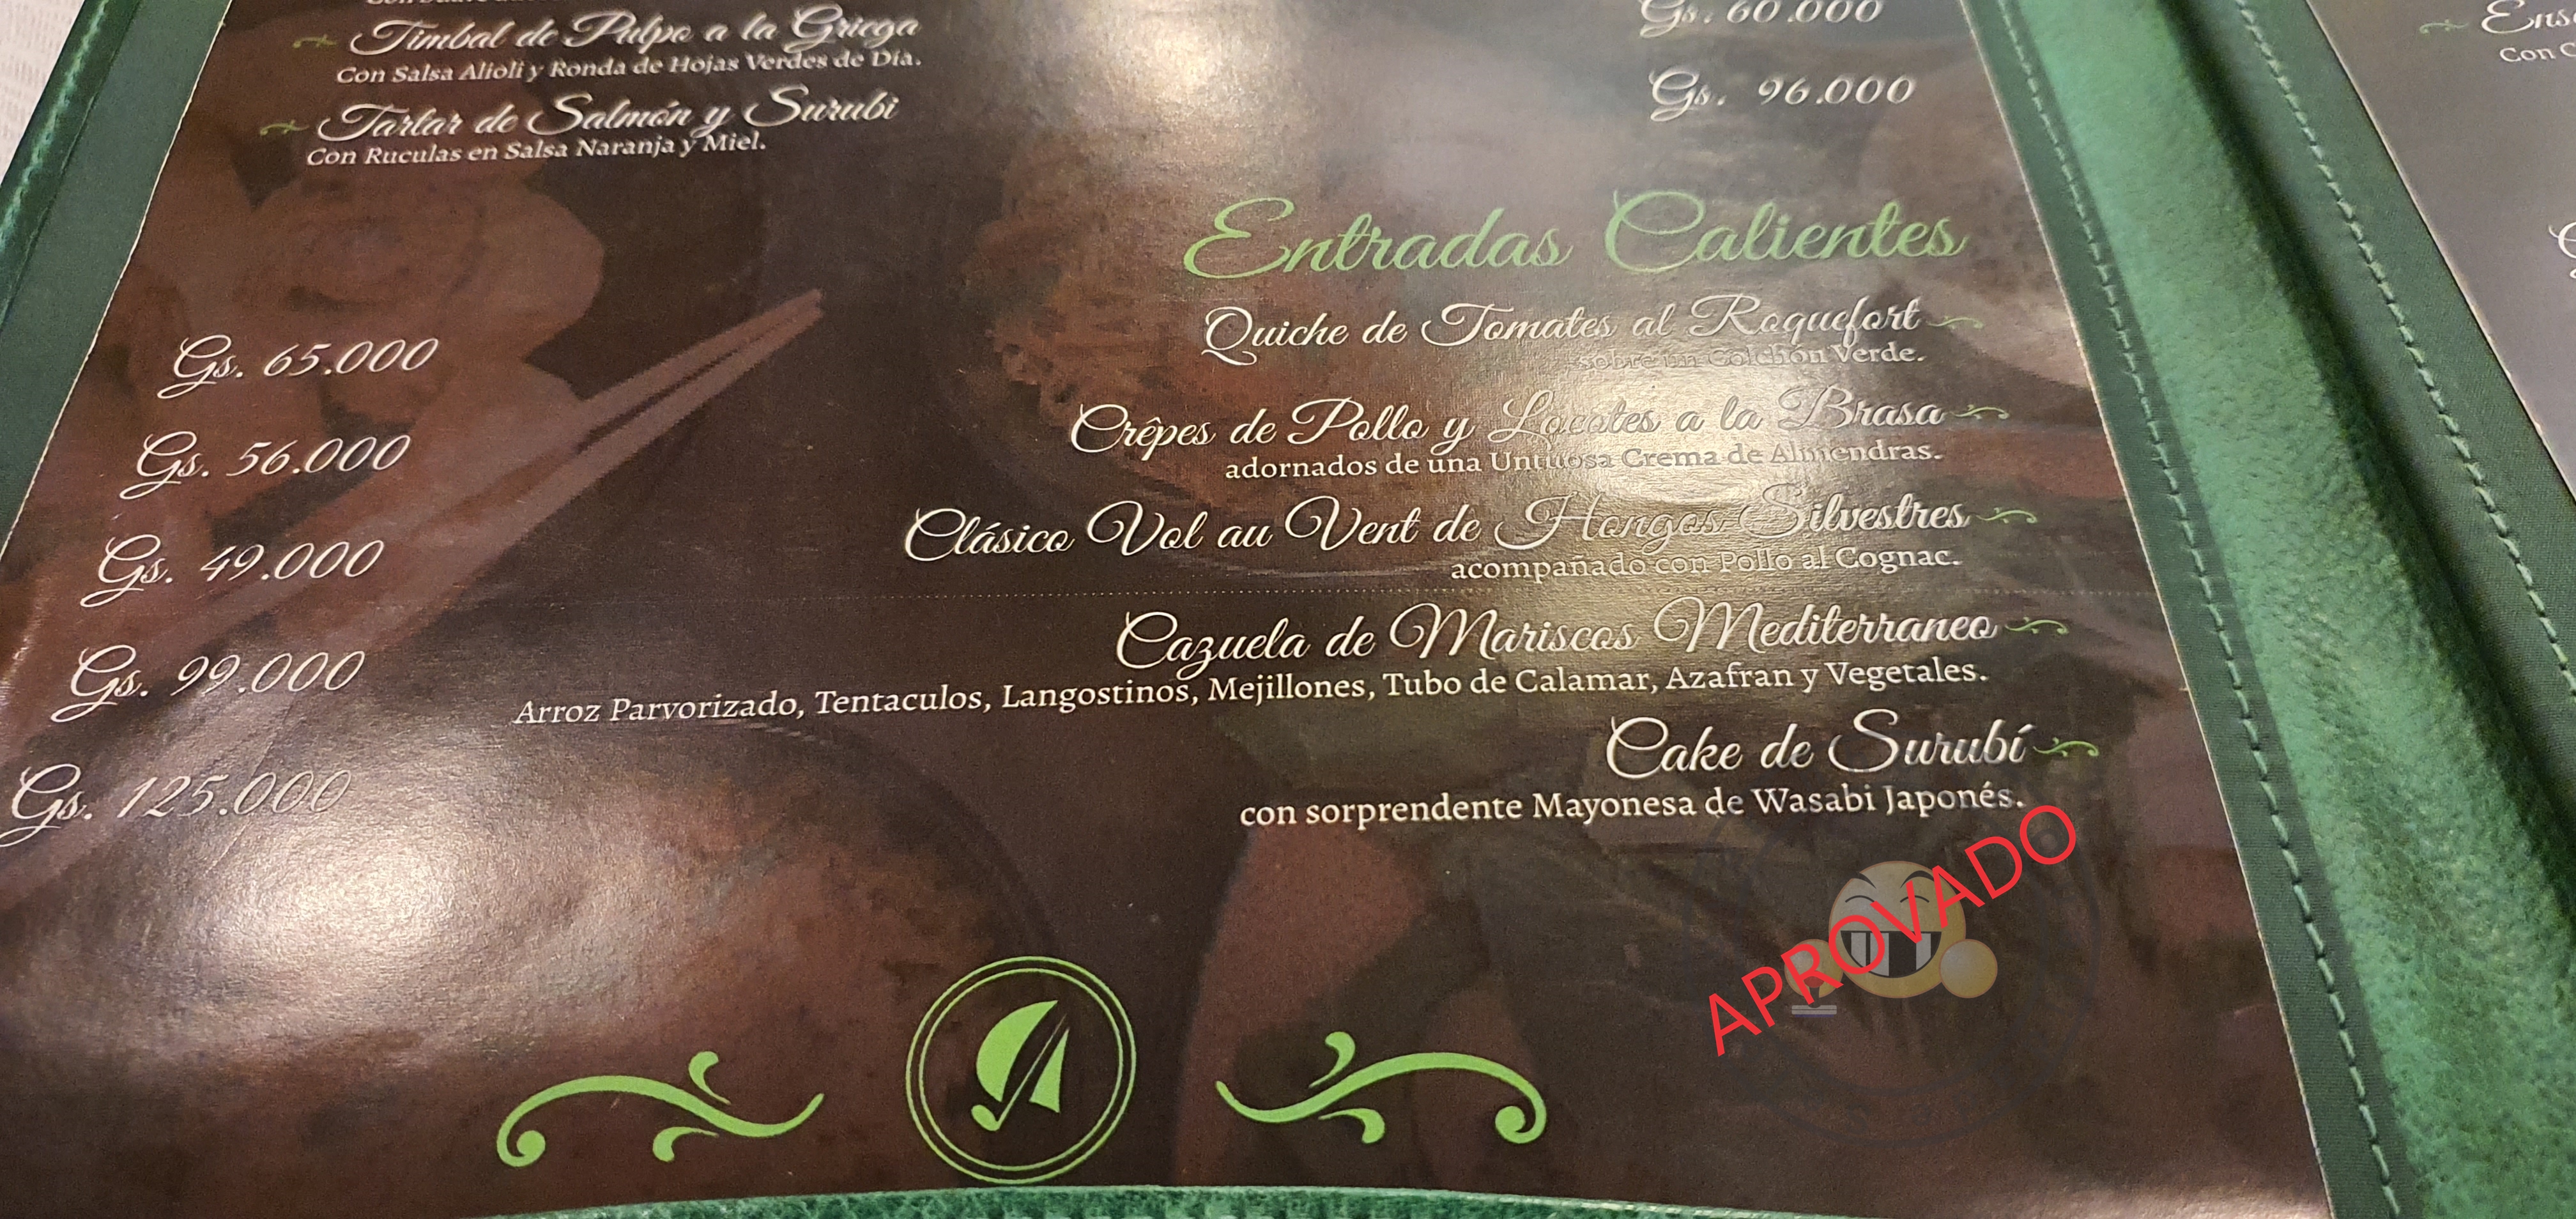 Timbal de Pulpo a la Griega
Con Salsa Alioli y Ronda de Hojas Verdes de Día.
Gs. 60.000
Tartar de Salmón y Surubi
Con Ruculas en Salsa Naranja y Miel.
Gs. 96.000
Entradas Calientes
Gs. 65.000
Quiche de Tomates al Roquefort
sobre un Colchón Verde.
Gs. 56.000
Crêpes de Pollo y Locotes a la Brasa
adornados de una Untuosa Crema de Almendras.
Gs. 49.000
Clásico Vol au Vent de Hongos Silvestres
acompañado con Pollo al Cognac.
Gs. 99.000
Cazuela de Mariscos Mediterraneo
Arroz Parvorizado, Tentaculos, Langostinos, Mejillones, Tubo de Calamar, Azafran y Vegetales.
Gs. 125.000
Cake de Surubí
con sorprendente Mayonesa de Wasabi Japonés.
APROVADO